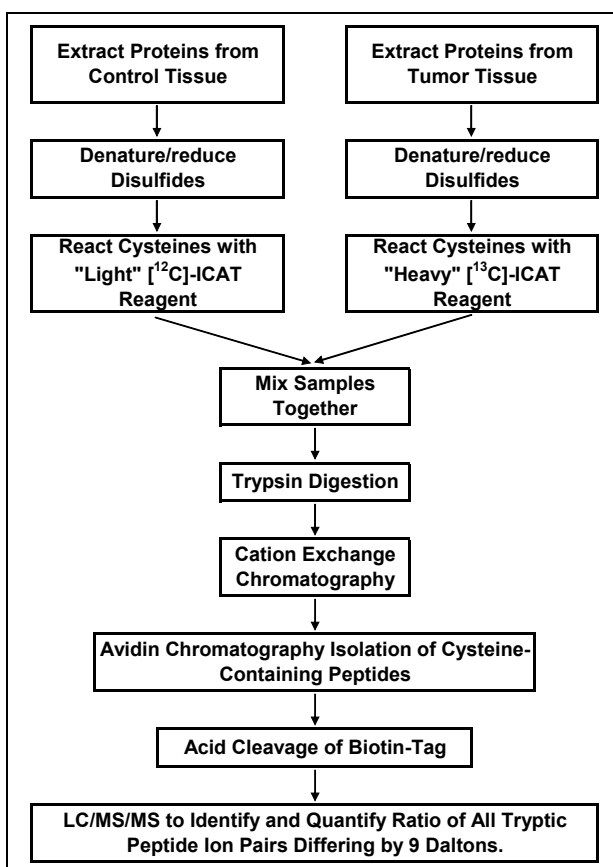 Extract Proteins from
Control Tissue
Extract Proteins from
Tumor Tissue
Denature/reduce
Disulfides
Denature/reduce
Disulfides
React Cysteines with
"Light" [¹²C]-ICAT
Reagent
React Cysteines with
"Heavy" [¹³C]-ICAT
Reagent
Mix Samples
Together
Trypsin Digestion
Cation Exchange
Chromatography
Avidin Chromatography Isolation of Cysteine-
Containing Peptides
Acid Cleavage of Biotin-Tag
LC/MS/MS to Identify and Quantify Ratio of All Tryptic
Peptide Ion Pairs Differing by 9 Daltons.